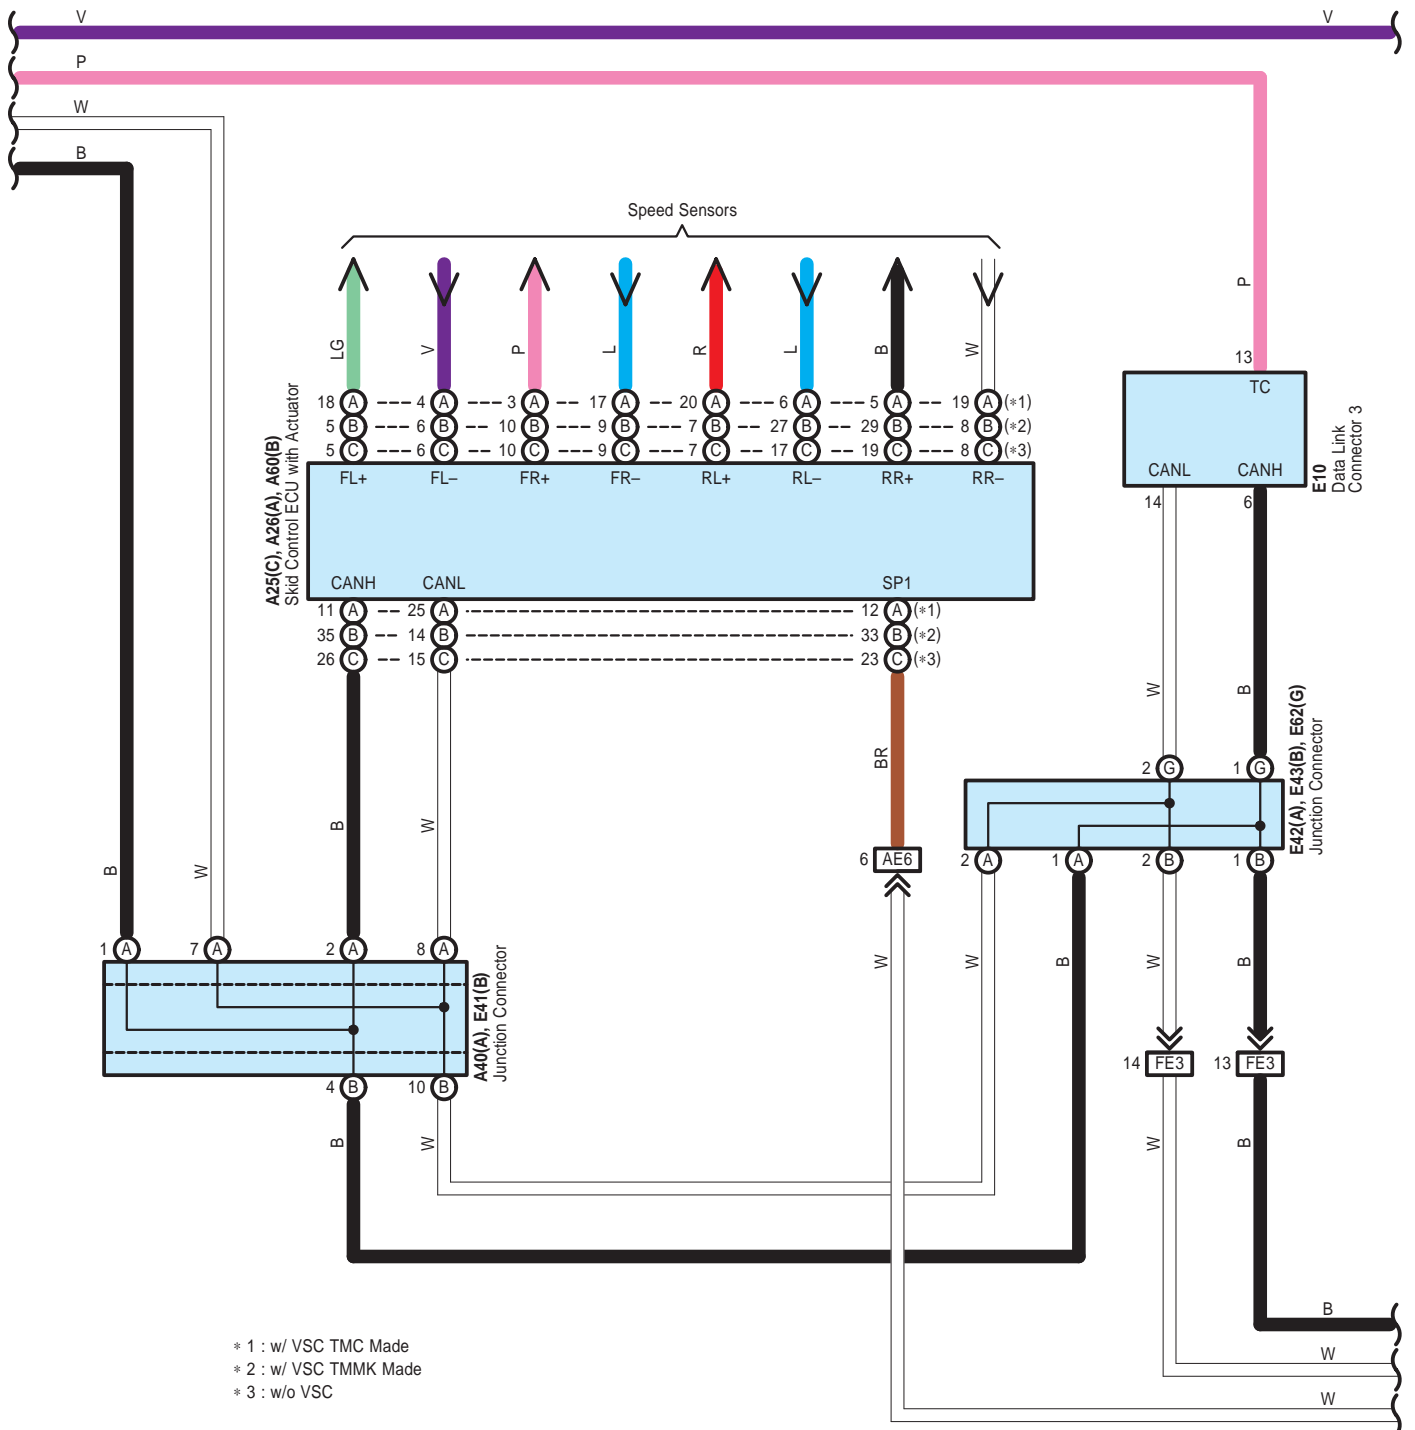 V V
P
W
B
Speed Sensors
LG V P L R L B W
P
18 A 4 A 3 A 17 A 20 A 6 A 5 A 19 A (*1)
5 B 6 B 10 B 9 B 7 B 27 B 29 B 8 B (*2)
5 C 6 C 10 C 9 C 7 C 17 C 19 C 8 C (*3)
FL+ FL– FR+ FR– RL+ RL– RR+ RR–
A25(C), A26(A), A60(B)
Skid Control ECU with Actuator
CANH CANL SP1
11 A 25 A 12 A (*1)
35 B 14 B 33 B (*2)
26 C 15 C 23 C (*3)
13
TC
CANL CANH
E10
Data Link
Connector 3
14 6
W B
BR
2 G 1 G
E42(A), E43(B), E62(G)
Junction Connector
B W
B W
6 AE6
2 A 1 A 2 B 1 B
1 A 7 A 2 A 8 A
W W B W B
A40(A), E41(B)
Junction Connector
14 FE3 13 FE3
4 B 10 B
B W W B
B
W
W
* 1 : w/ VSC TMC Made
* 2 : w/ VSC TMMK Made
* 3 : w/o VSC